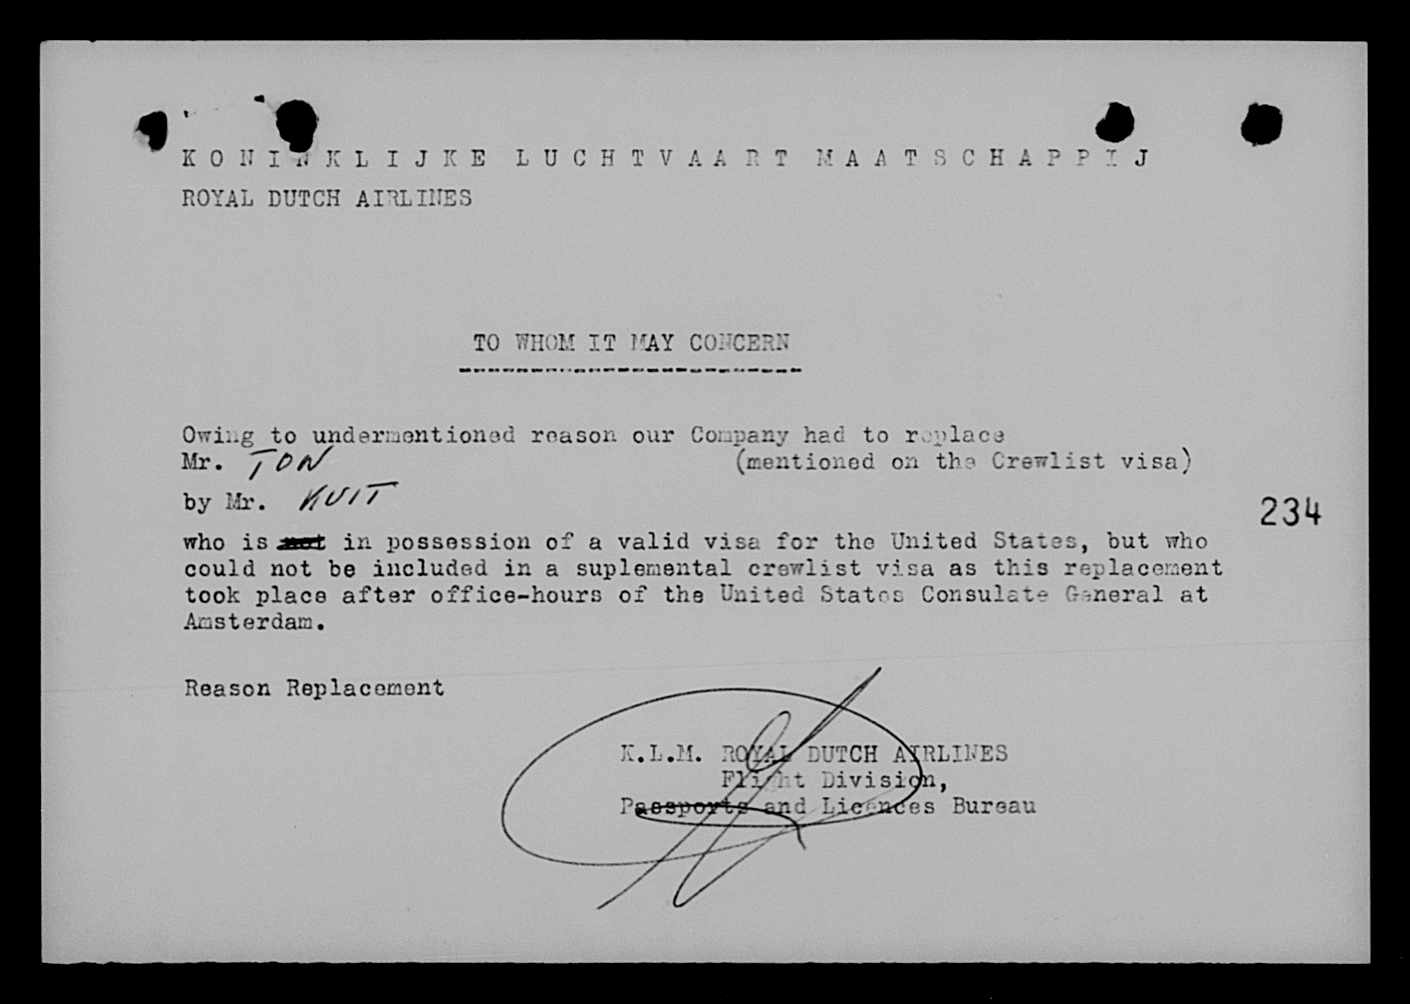 KONINKLIJKE LUCHTVAART MAATSCHAPPIJ
ROYAL DUTCH AIRLINES
TO WHOM IT MAY CONCERN
Owing to undermentioned reason our Company had to replace
Mr. TON (mentioned on the Crewlist visa)
by Mr. KUIT
234
who is not in possession of a valid visa for the United States, but who
could not be included in a suplemental crewlist visa as this replacement
took place after office-hours of the United States Consulate General at
Amsterdam.
Reason Replacement
K.L.M. ROYAL DUTCH AIRLINES
Flight Division,
Passports and Licences Bureau